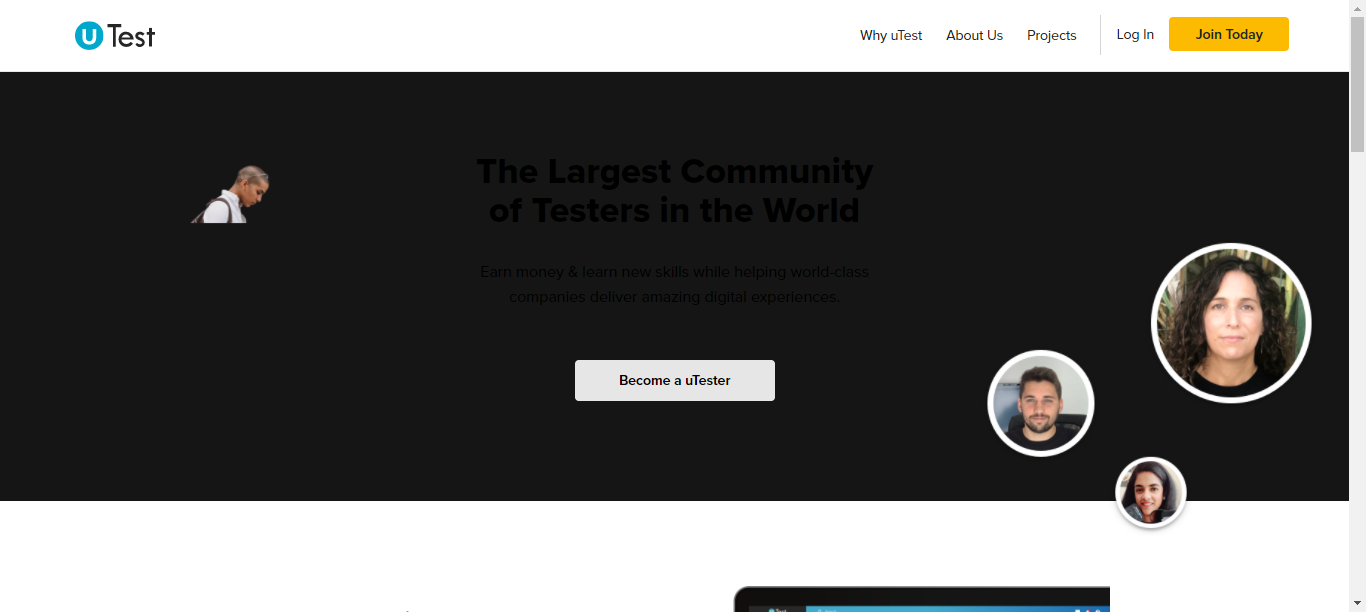 uTest
Why uTest
About Us
Projects
Log In
Join Today
The Largest Community
of Testers in the World
Earn money & learn new skills while helping world-class
companies deliver amazing digital experiences.
Become a uTester